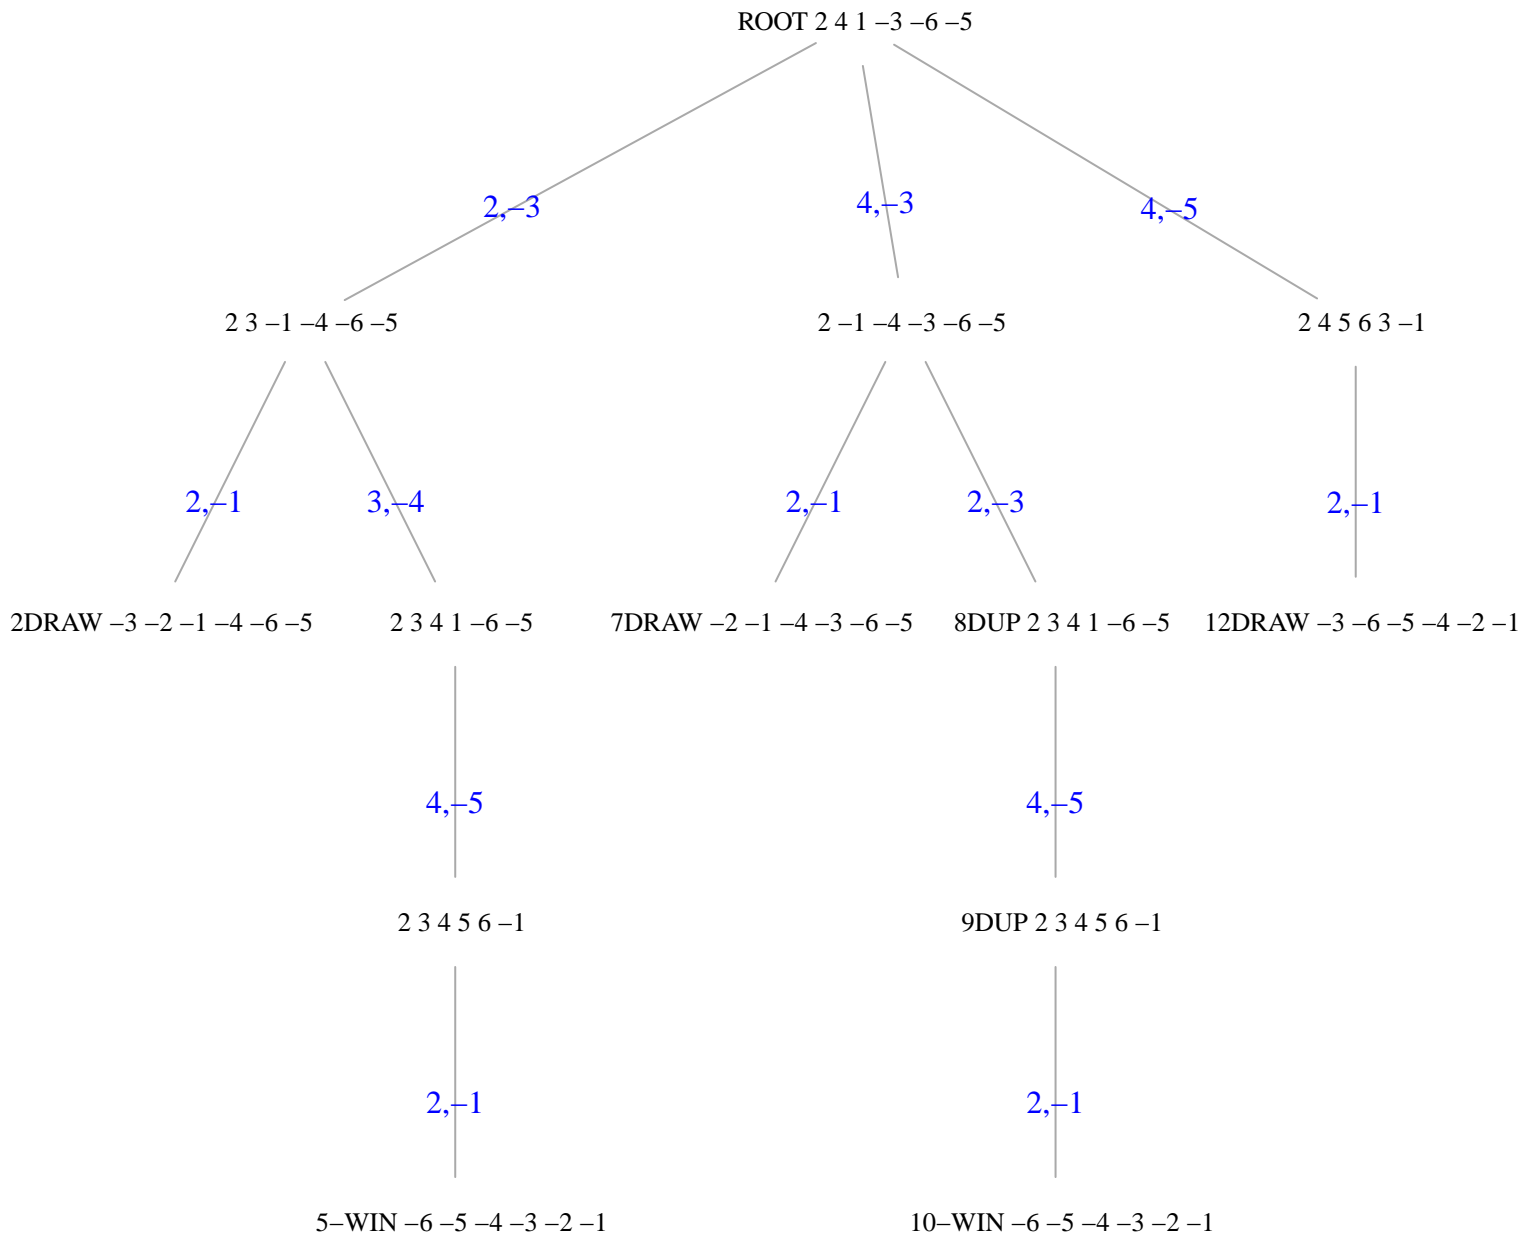 ROOT 2 4 1 –3 –6 –5
2,–3
4,–3
4,–5
2 3 –1 –4 –6 –5
2 –1 –4 –3 –6 –5
2 4 5 6 3 –1
2,–1
3,–4
2,–1
2,–3
2,–1
2DRAW –3 –2 –1 –4 –6 –5
2 3 4 1 –6 –5
7DRAW –2 –1 –4 –3 –6 –5
8DUP 2 3 4 1 –6 –5
12DRAW –3 –6 –5 –4 –2 –1
4,–5
4,–5
2 3 4 5 6 –1
9DUP 2 3 4 5 6 –1
2,–1
2,–1
5–WIN –6 –5 –4 –3 –2 –1
10–WIN –6 –5 –4 –3 –2 –1